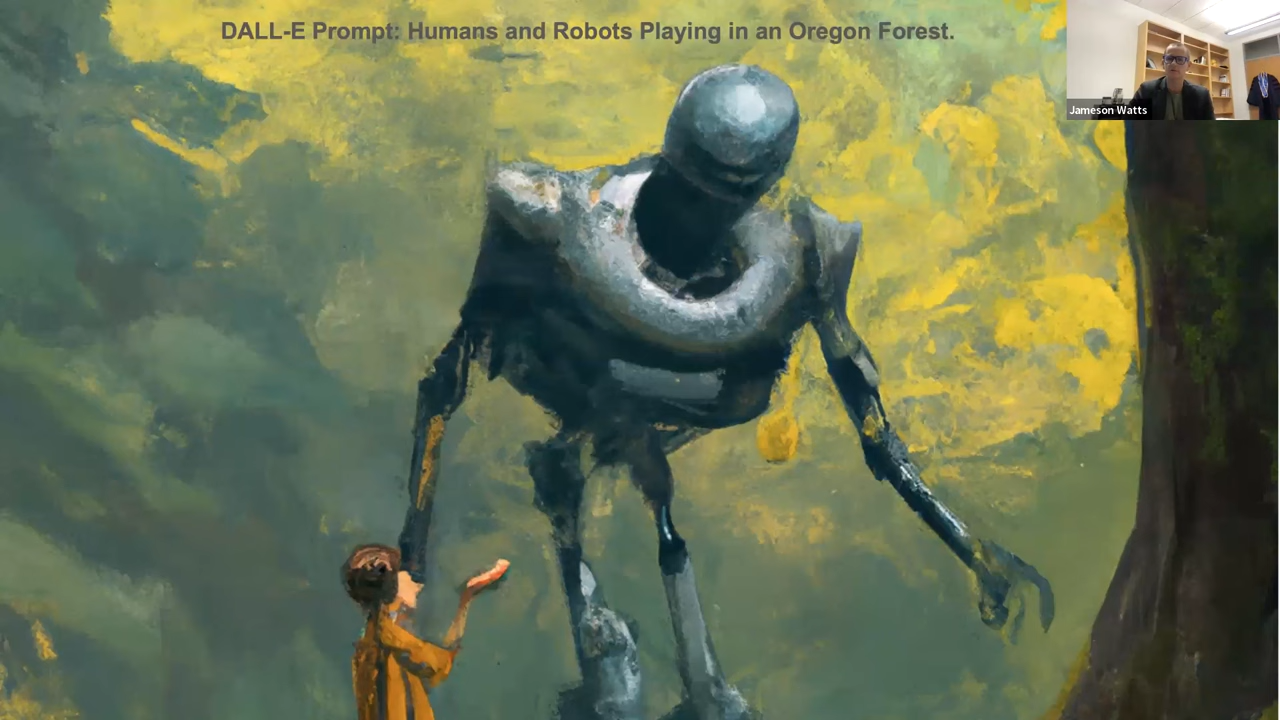 DALL-E Prompt: Humans and Robots Playing in an Oregon Forest.
Jameson Watts